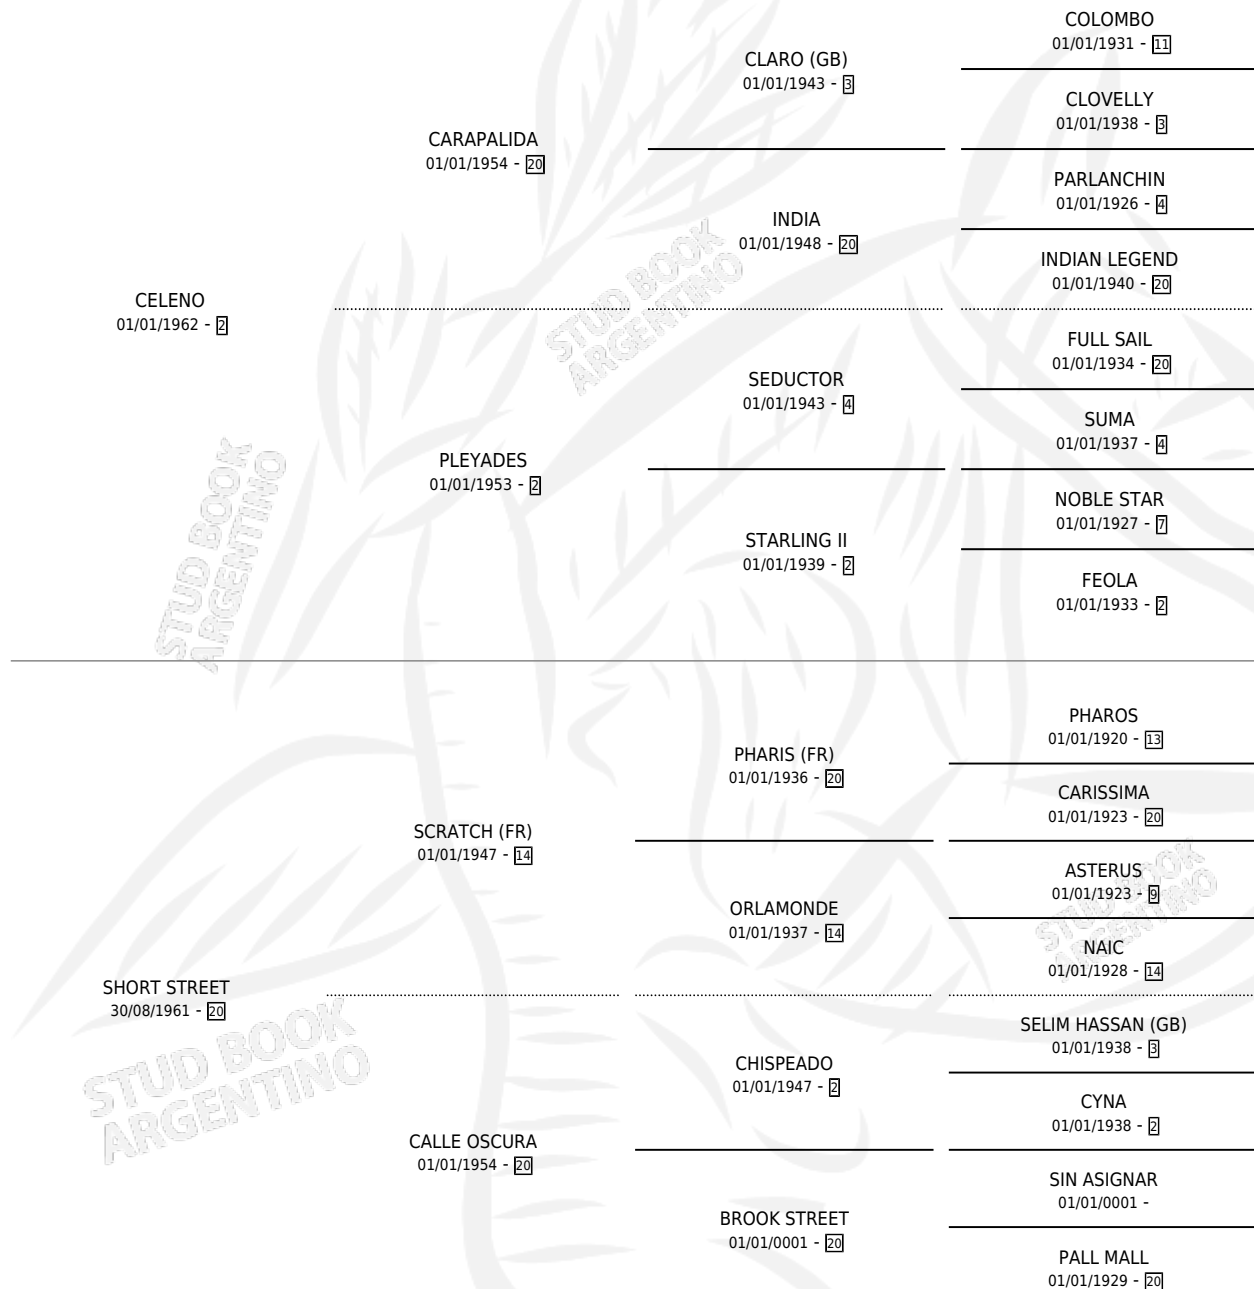 COLOMBO
01/01/1931 - 11
CLARO (GB)
01/01/1943 - 3
CLOVELLY
01/01/1938 - 3
CARAPALIDA
01/01/1954 - 20
PARLANCHIN
01/01/1926 - 4
INDIA
01/01/1948 - 20
INDIAN LEGEND
01/01/1940 - 20
CELENO
01/01/1962 - 2
FULL SAIL
01/01/1934 - 20
SEDUCTOR
01/01/1943 - 4
SUMA
01/01/1937 - 4
PLEYADES
01/01/1953 - 2
NOBLE STAR
01/01/1927 - 7
STARLING II
01/01/1939 - 2
FEOLA
01/01/1933 - 2
PHAROS
01/01/1920 - 13
PHARIS (FR)
01/01/1936 - 20
CARISSIMA
01/01/1923 - 20
SCRATCH (FR)
01/01/1947 - 14
ASTERUS
01/01/1923 - 9
ORLAMONDE
01/01/1937 - 14
NAIC
01/01/1928 - 14
SHORT STREET
30/08/1961 - 20
SELIM HASSAN (GB)
01/01/1938 - 3
CHISPEADO
01/01/1947 - 2
CYNA
01/01/1938 - 2
CALLE OSCURA
01/01/1954 - 20
SIN ASIGNAR
01/01/0001 -
BROOK STREET
01/01/0001 - 20
PALL MALL
01/01/1929 - 20
STUD BOOK
ARGENTINO
STUD BOOK
ARGENTINO
STUD BOOK
ARGENTINO
STUD BOOK
ARGENTINO